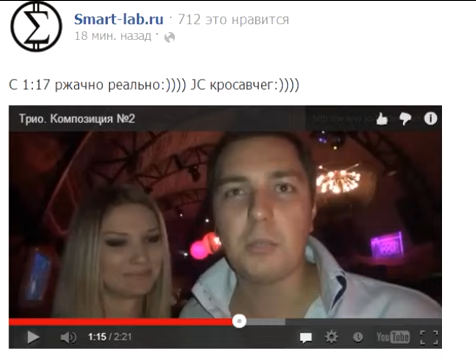 Smart-lab.ru · 712 это нравится
18 мин. назад ·
С 1:17 ржачно реально:)))) JC кросавчег:))))
Трио. Композиция №2
1:15 / 2:21
YouTube